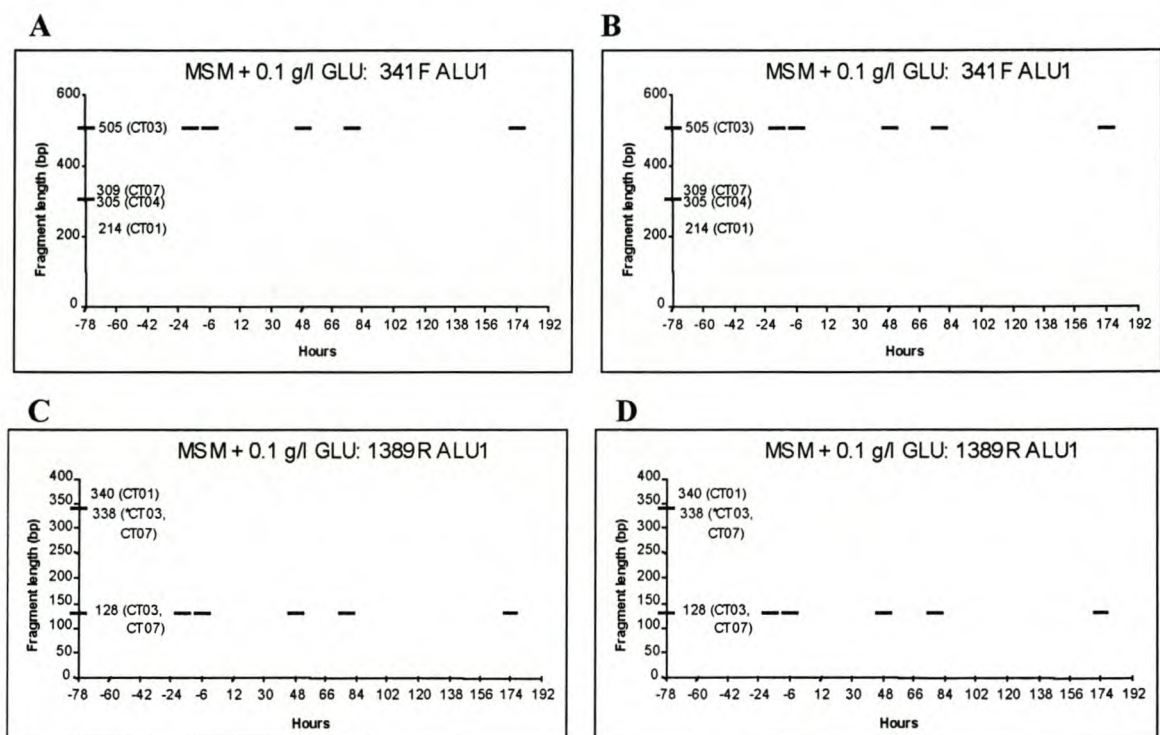 A
MSM + 0.1 g/l GLU: 341F ALU1
Fragment length (bp)
600
400
200
0
505 (CT03)
309 (CT07)
305 (CT04)
214 (CT01)
-78 -60 -42 -24 -6 12 30 48 66 84 102 120 138 156 174 192
Hours
B
MSM + 0.1 g/l GLU: 341F ALU1
Fragment length (bp)
600
400
200
0
505 (CT03)
309 (CT07)
305 (CT04)
214 (CT01)
-78 -60 -42 -24 -6 12 30 48 66 84 102 120 138 156 174 192
Hours
C
MSM + 0.1 g/l GLU: 1389R ALU1
Fragment length (bp)
400
350
300
250
200
150
100
50
0
340 (CT01)
338 (*CT03,
CT07)
128 (CT03,
CT07)
-78 -60 -42 -24 -6 12 30 48 66 84 102 120 138 156 174 192
Hours
D
MSM + 0.1 g/l GLU: 1389R ALU1
Fragment length (bp)
400
350
300
250
200
150
100
50
0
340 (CT01)
338 (*CT03,
CT07)
128 (CT03,
CT07)
-78 -60 -42 -24 -6 12 30 48 66 84 102 120 138 156 174 192
Hours